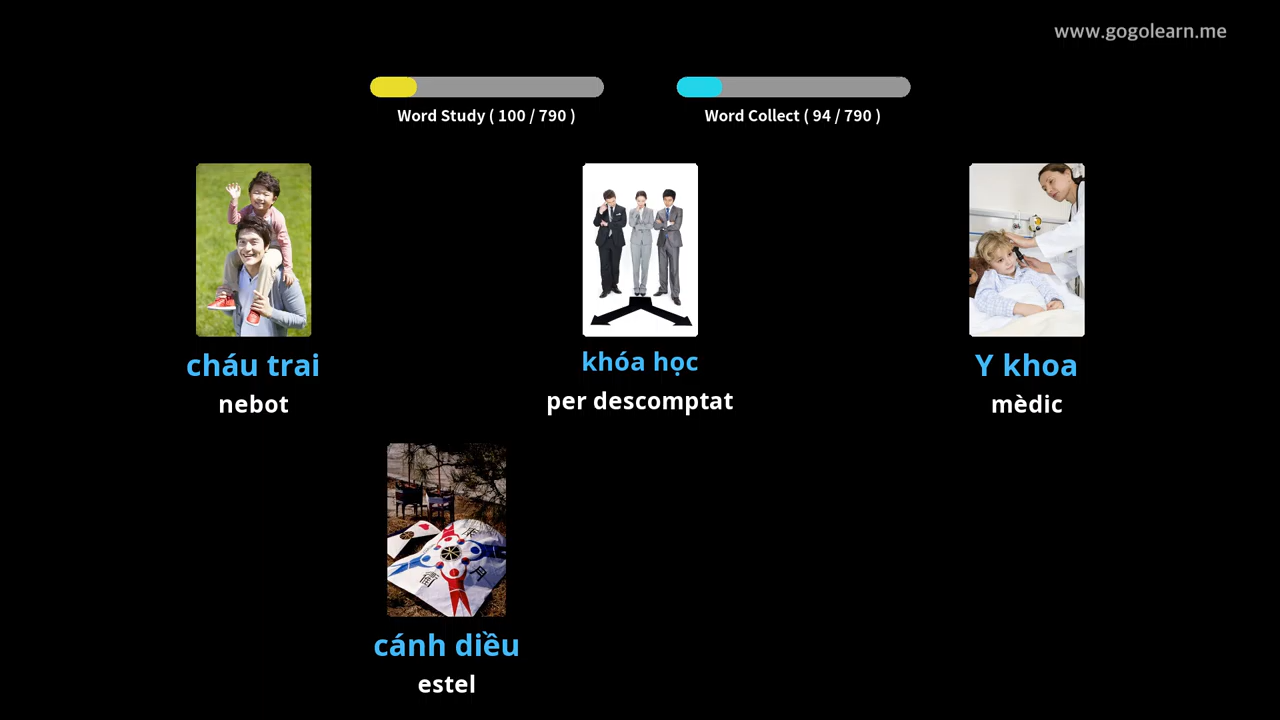 www.gogolearn.me
Word Study ( 100 / 790 )
Word Collect ( 94 / 790 )
cháu trai
nebot
khóa học
per descomptat
Y khoa
mèdic
cánh diều
estel